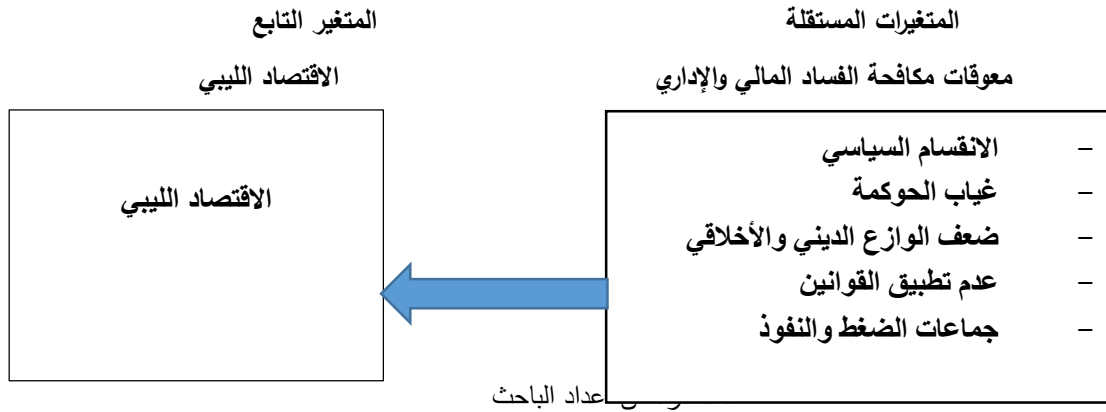 المتغيرات المستقلة
المتغير التابع
معوقات مكافحة الفساد المالي والإداري
الاقتصاد الليبي
– الانقسام السياسي
– غياب الحوكمة
– ضعف الوازع الديني والأخلاقي
– عدم تطبيق القوانين
– جماعات الضغط والنفوذ
الاقتصاد الليبي
عداد الباحث